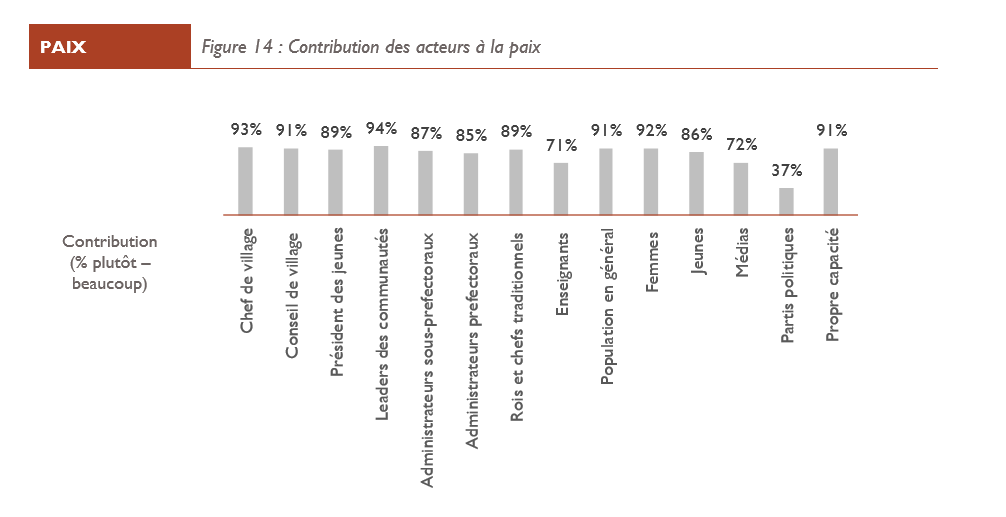 PAIX
Figure 14 : Contribution des acteurs à la paix
93%
91%
89%
94%
87%
85%
89%
71%
91%
92%
86%
72%
37%
91%
Contribution
(% plutôt –
beaucoup)
Chef de village
Conseil de village
Président des jeunes
Leaders des communautés
Administrateurs sous-prefectoraux
Administrateurs prefectoraux
Rois et chefs traditionnels
Enseignants
Population en général
Femmes
Jeunes
Médias
Partis politiques
Propre capacité